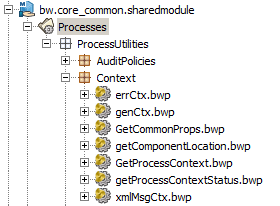 bw.core_common.sharedmodule
Processes
ProcessUtilities
AuditPolicies
Context
errCtx.bwp
genCtx.bwp
GetCommonProps.bwp
getComponentLocation.bwp
GetProcessContext.bwp
getProcessContextStatus.bwp
xmlMsgCtx.bwp